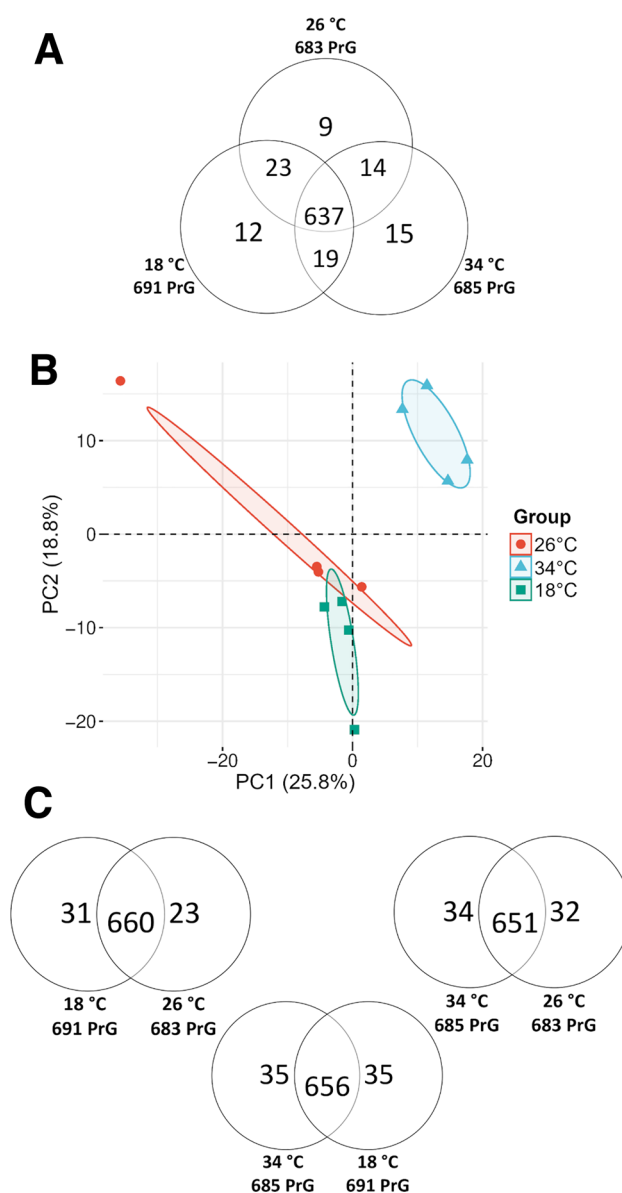 A
26 °C
683 PrG
9
23
14
637
12
15
19
18 °C
691 PrG
34 °C
685 PrG
B
PC2 (18.8%)
10
0
−10
−20
−20
0
20
PC1 (25.8%)
Group
26°C
34°C
18°C
C
31
660
23
18 °C
691 PrG
26 °C
683 PrG
34
651
32
34 °C
685 PrG
26 °C
683 PrG
35
656
35
34 °C
685 PrG
18 °C
691 PrG